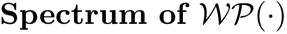 Spectrum of 𝒲𝒫(·)